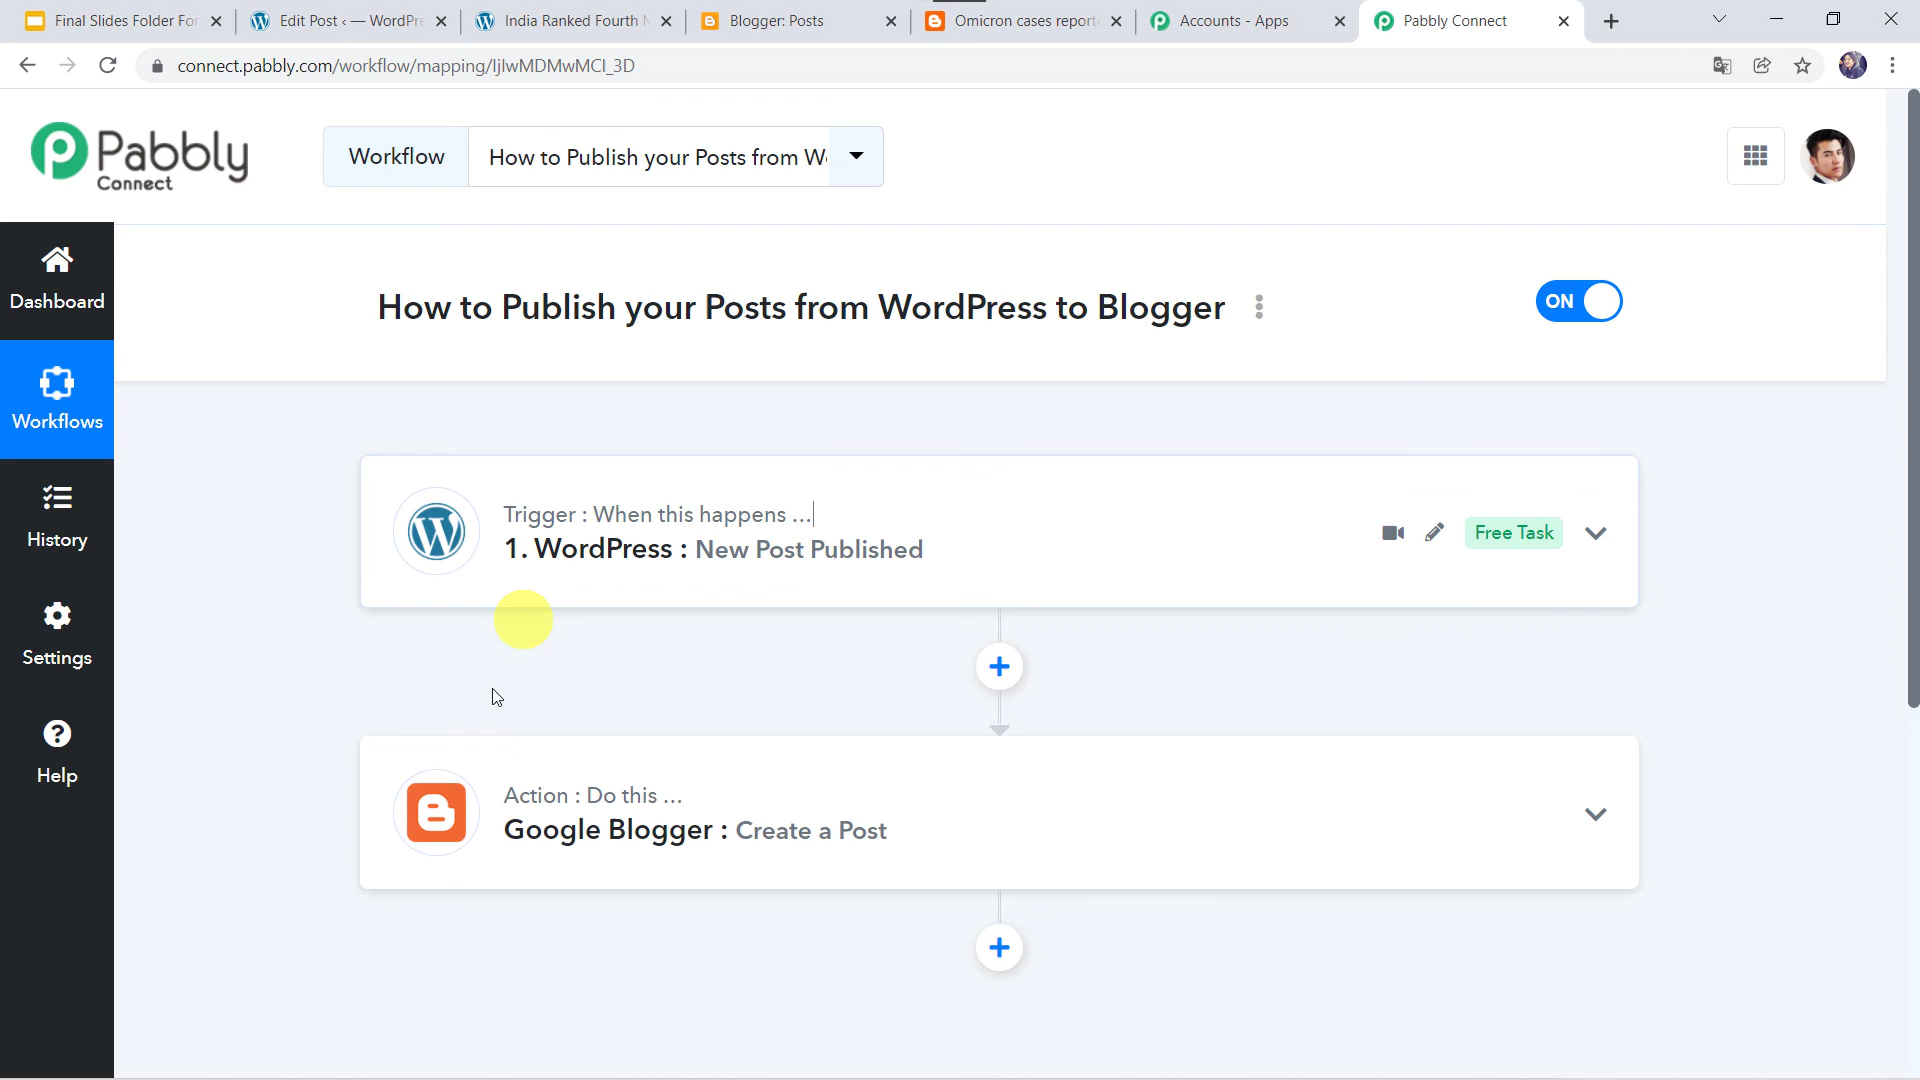 Final Slides Folder For
Edit Post ‹ — WordPre
India Ranked Fourth
Blogger: Posts
Omicron cases report
Accounts - Apps
Pabbly Connect
connect.pabbly.com/workflow/mapping/IjIwMDMwMCI_3D
Pabbly
Connect
Workflow
How to Publish your Posts from W
Dashboard
Workflows
History
Settings
Help
How to Publish your Posts from WordPress to Blogger
ON
Trigger : When this happens ...
1. WordPress : New Post Published
Free Task
Action : Do this ...
Google Blogger : Create a Post